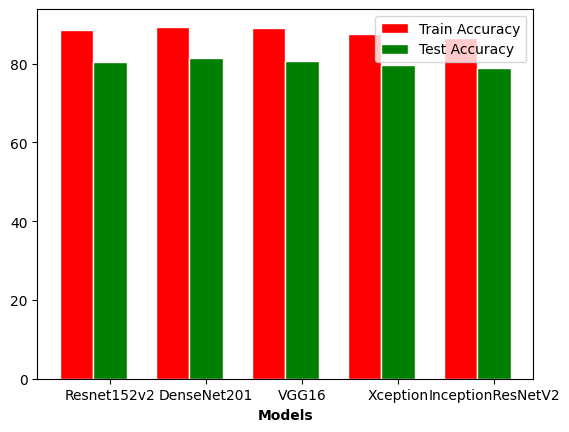 Train Accuracy
Test Accuracy
80
60
40
20
0
Resnet152v2 DenseNet201 VGG16 Xception InceptionResNetV2
Models